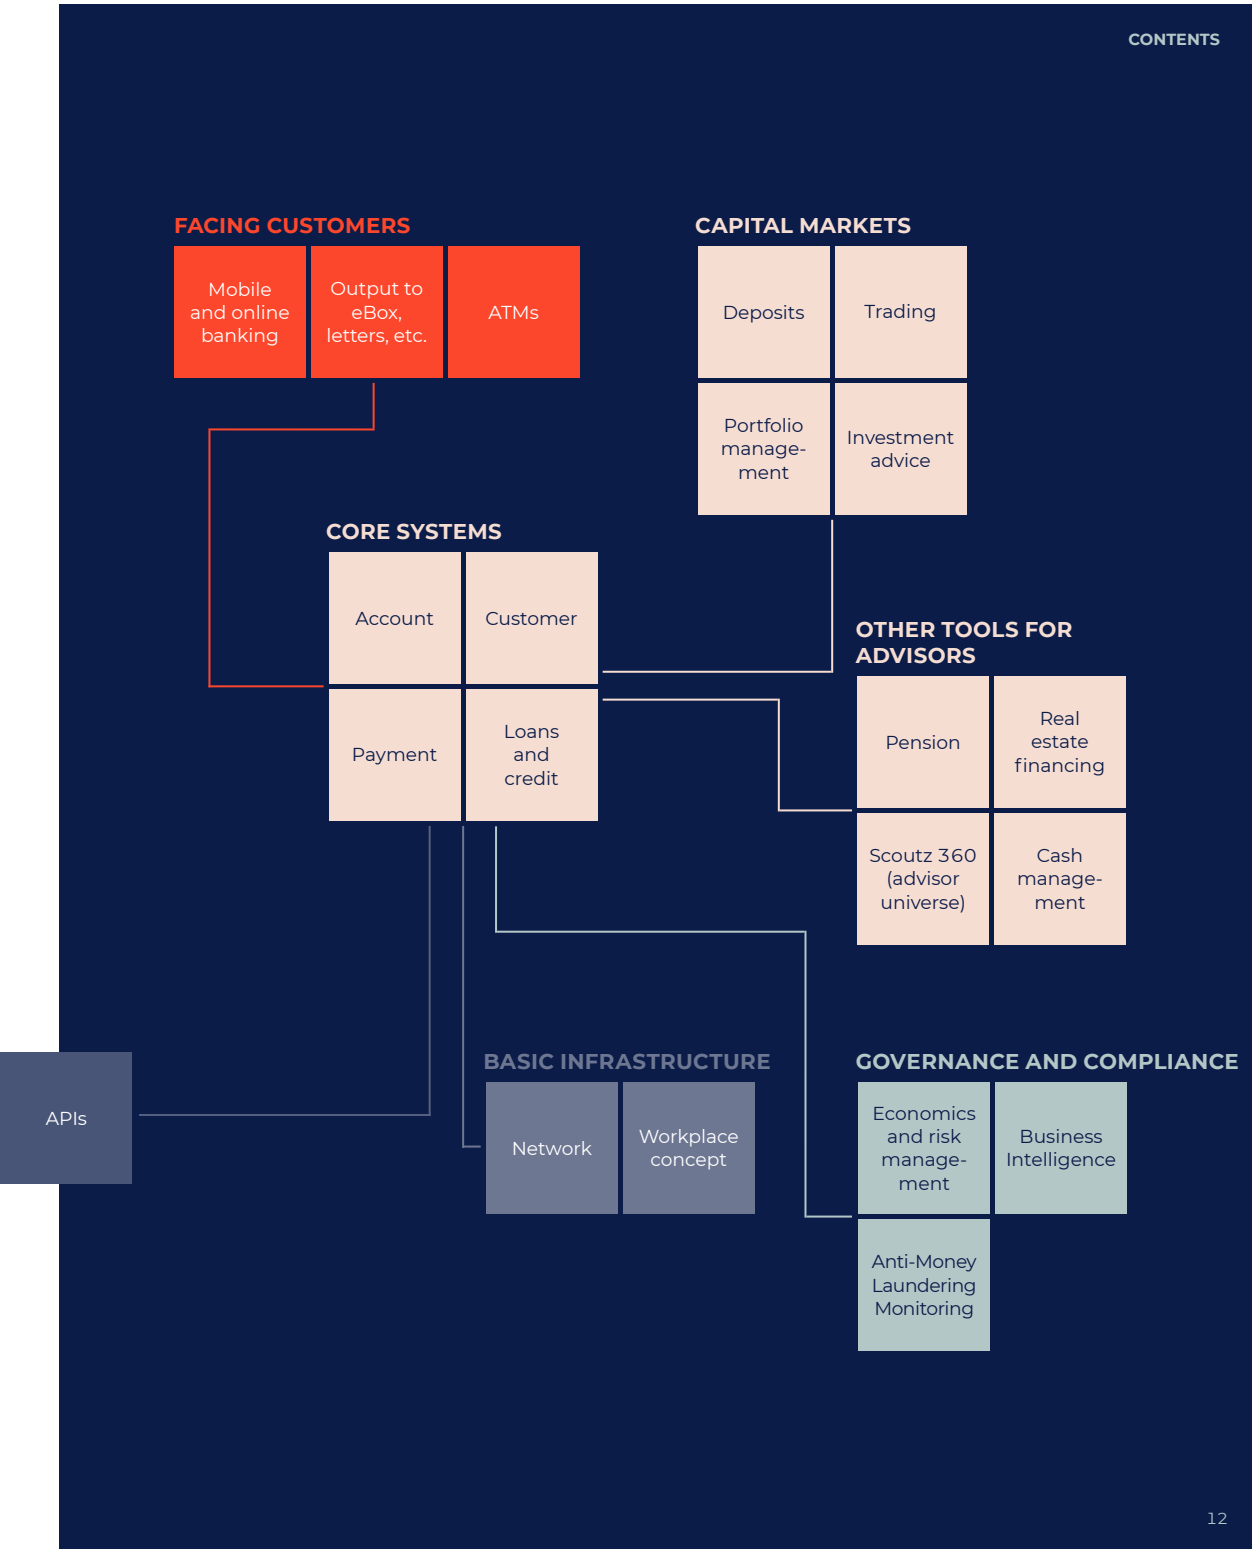 CONTENTS
FACING CUSTOMERS
Mobile
and online
banking
Output to
eBox,
letters, etc.
ATMs
CAPITAL MARKETS
Deposits
Trading
Portfolio
manage-
ment
Investment
advice
CORE SYSTEMS
Account
Customer
Payment
Loans
and
credit
OTHER TOOLS FOR
ADVISORS
Pension
Real
estate
financing
Scoutz 360
(advisor
universe)
Cash
manage-
ment
APIs
BASIC INFRASTRUCTURE
Network
Workplace
concept
GOVERNANCE AND COMPLIANCE
Economics
and risk
manage-
ment
Business
Intelligence
Anti-Money
Laundering
Monitoring
12